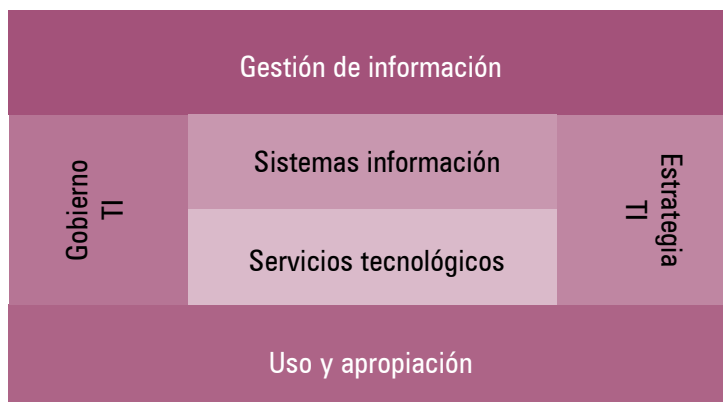 Gestión de información
Gobierno
TI
Sistemas información
Servicios tecnológicos
Estrategia
TI
Uso y apropiación